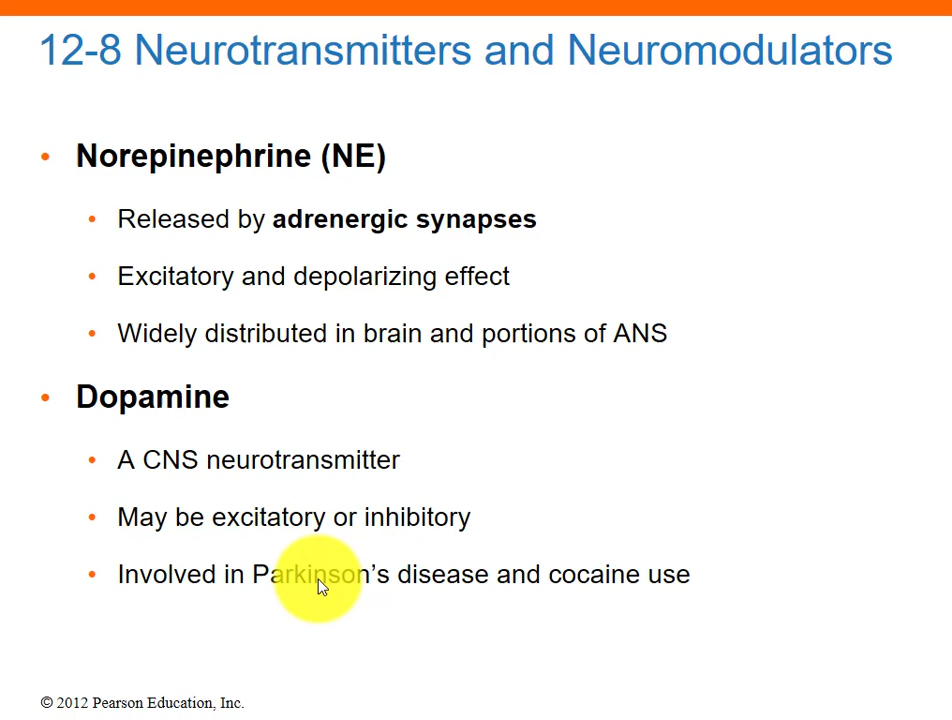 12-8 Neurotransmitters and Neuromodulators
• Norepinephrine (NE)
• Released by adrenergic synapses
• Excitatory and depolarizing effect
• Widely distributed in brain and portions of ANS
• Dopamine
• A CNS neurotransmitter
• May be excitatory or inhibitory
• Involved in Parkinson’s disease and cocaine use
© 2012 Pearson Education, Inc.